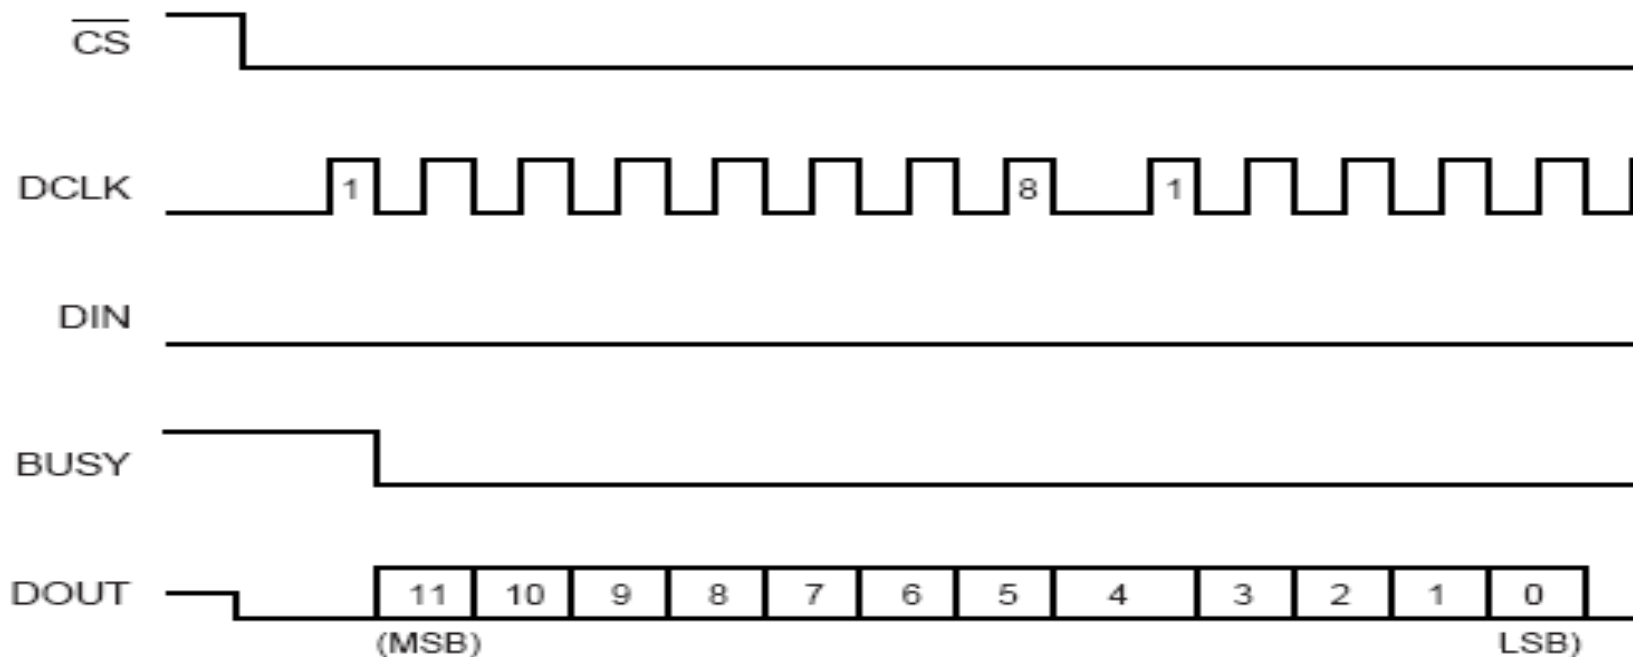 CS
DCLK 1 8 1
DIN
BUSY
DOUT 11 10 9 8 7 6 5 4 3 2 1 0
(MSB) LSB)